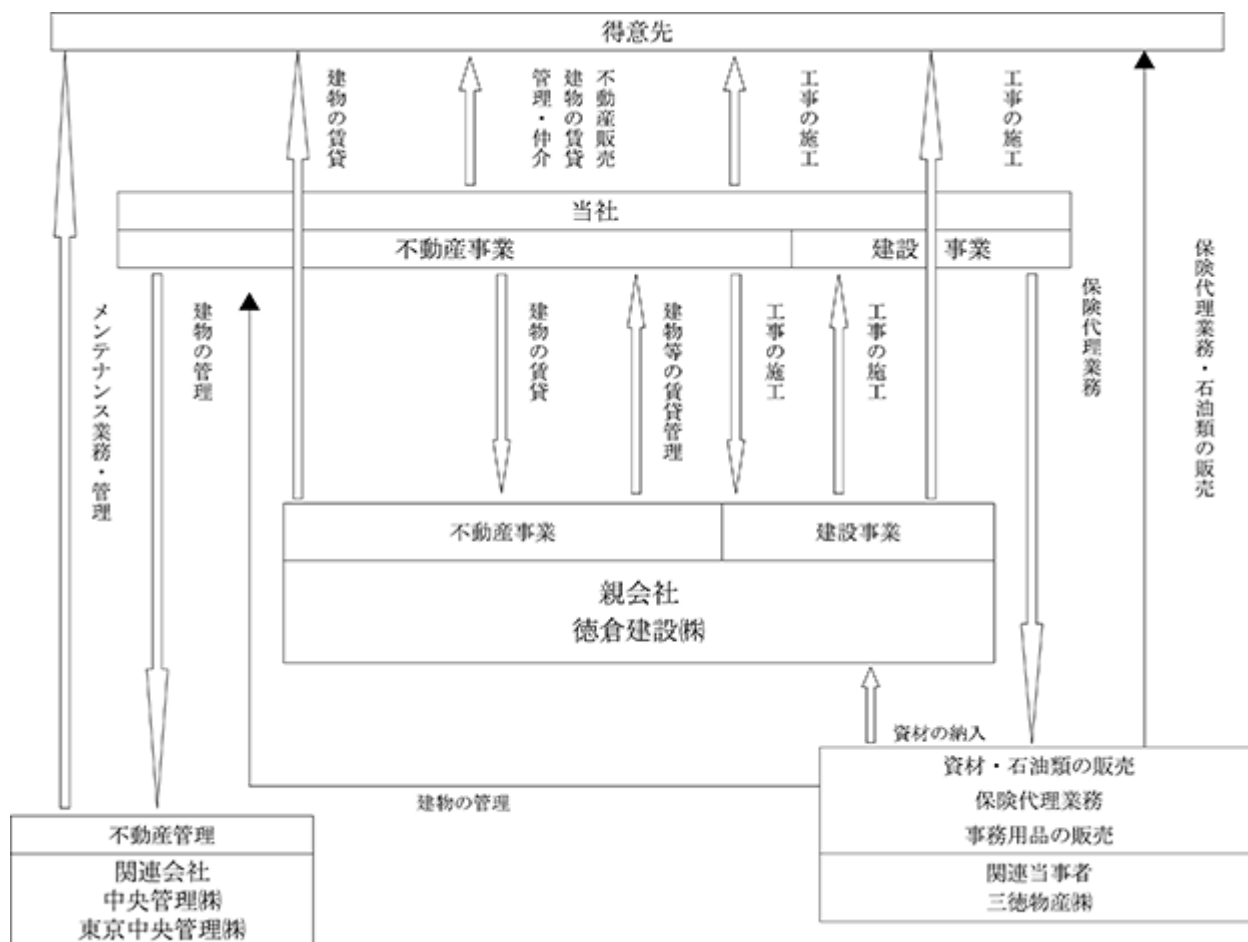 得意先
建物の賃貸
不動産販売
建物の賃貸
管理・仲介
工事の施工
工事の施工
当社
不動産事業
建設事業
メンテナンス業務・管理
建物の管理
建物の賃貸
建物等の賃貸管理
工事の施工
工事の施工
保険代理業務
保険代理業務・石油類の販売
不動産事業
建設事業
親会社
徳倉建設㈱
資材の納入
建物の管理
資材・石油類の販売
保険代理業務
事務用品の販売
関連当事者
三徳物産㈱
不動産管理
関連会社
中央管理㈱
東京中央管理㈱